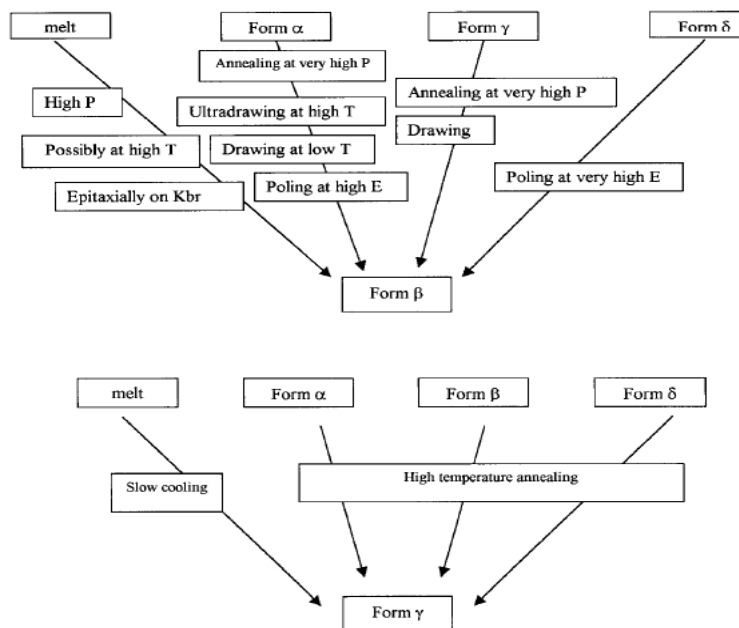 melt
Form α
Form γ
Form δ
Annealing at very high P
High P
Annealing at very high P
Ultradrawing at high T
Drawing
Possibly at high T
Drawing at low T
Epitaxially on Kbr
Poling at high E
Poling at very high E
Form β
melt
Form α
Form β
Form δ
Slow cooling
High temperature annealing
Form γ